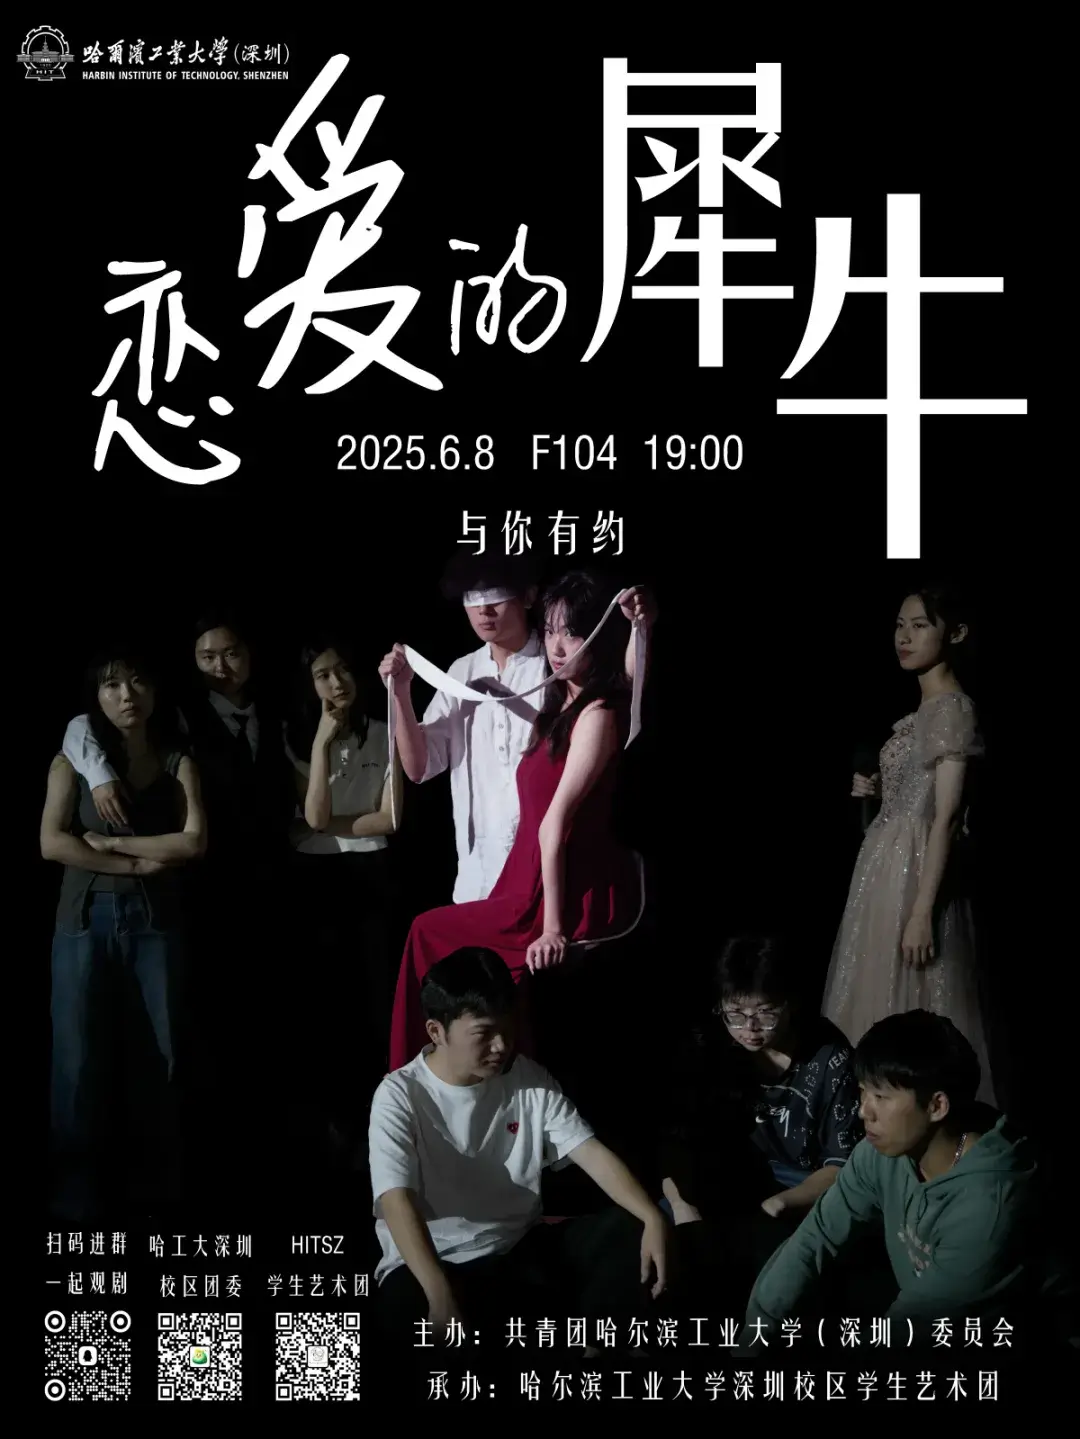 哈爾濱工業大學(深圳)
HARBIN INSTITUTE OF TECHNOLOGY, SHENZHEN
恋爱的犀牛
2025.6.8 F104 19:00
与你有约
扫码进群
一起观剧
哈工大深圳
校区团委
HITSZ
学生艺术团
主办：共青团哈尔滨工业大学（深圳）委员会
承办：哈尔滨工业大学深圳校区学生艺术团